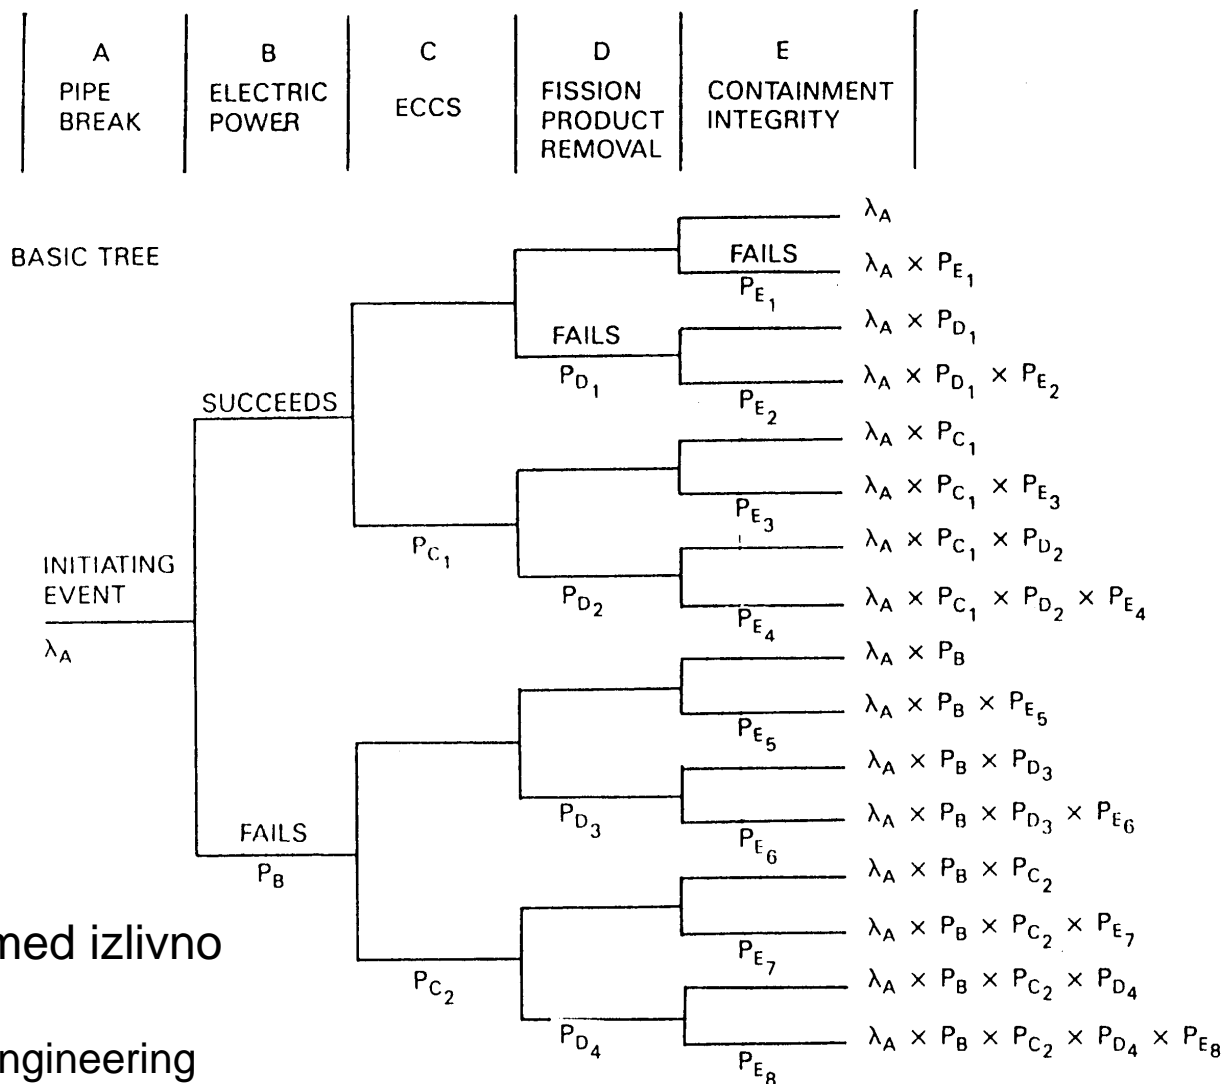 A
PIPE
BREAK
B
ELECTRIC
POWER
C
ECCS
D
FISSION
PRODUCT
REMOVAL
E
CONTAINMENT
INTEGRITY
BASIC TREE
INITIATING
EVENT
λA
SUCCEEDS
FAILS
PB
PC1
PC2
FAILS
PD1
PD2
PD3
PD4
FAILS
PE1
PE2
PE3
PE4
PE5
PE6
PE7
PE8
λA
λA × PE1
λA × PD1
λA × PD1 × PE2
λA × PC1
λA × PC1 × PE3
λA × PC1 × PD2
λA × PC1 × PD2 × PE4
λA × PB
λA × PB × PE5
λA × PB × PD3
λA × PB × PD3 × PE6
λA × PB × PC2
λA × PB × PC2 × PE7
λA × PB × PC2 × PD4
λA × PB × PC2 × PD4 × PE8
med izlivno
ngineering